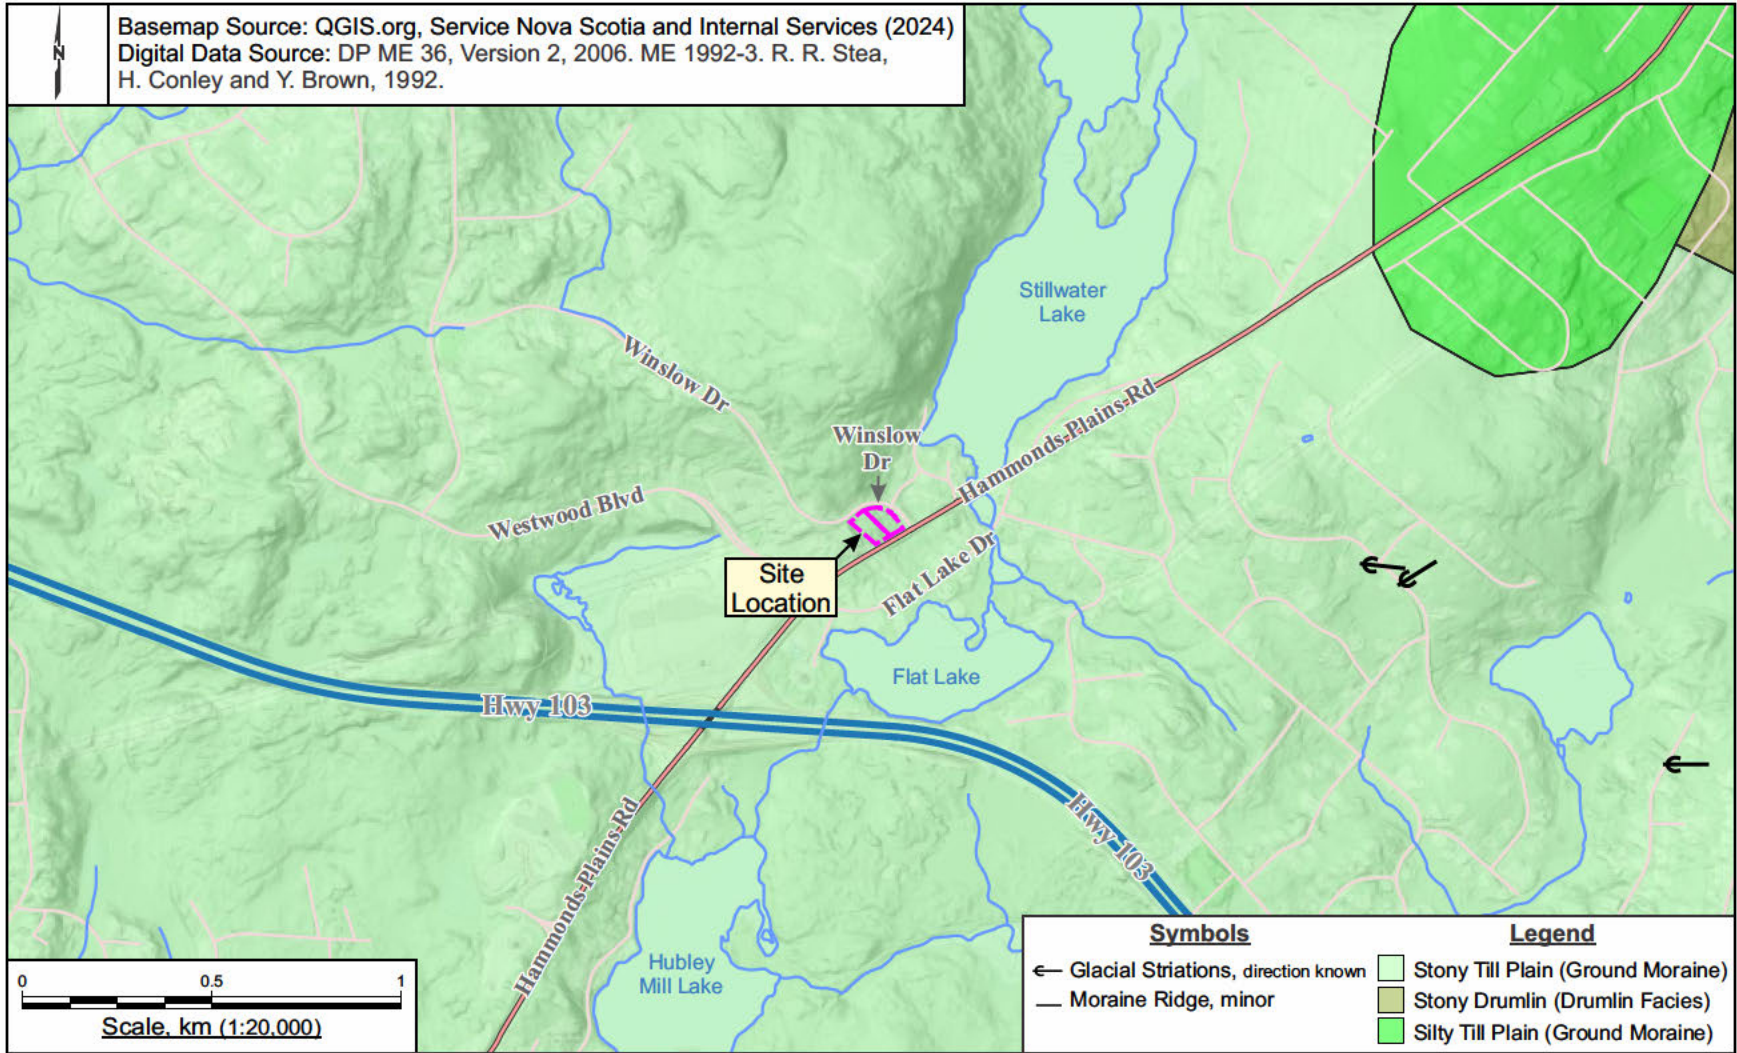 N
Basemap Source: QGIS.org, Service Nova Scotia and Internal Services (2024)
Digital Data Source: DP ME 36, Version 2, 2006. ME 1992-3. R. R. Stea,
H. Conley and Y. Brown, 1992.
Stillwater
Lake
Winslow Dr
Hammonds Plains Rd
Winslow
Dr
Westwood Blvd
Flat Lake Dr
Site
Location
Flat Lake
Hwy 103
Hwy 103
Hammonds Plains Rd
Hubley
Mill Lake
0 0.5 1
Scale, km (1:20,000)
Symbols
Glacial Striations, direction known
Moraine Ridge, minor
Legend
Stony Till Plain (Ground Moraine)
Stony Drumlin (Drumlin Facies)
Silty Till Plain (Ground Moraine)